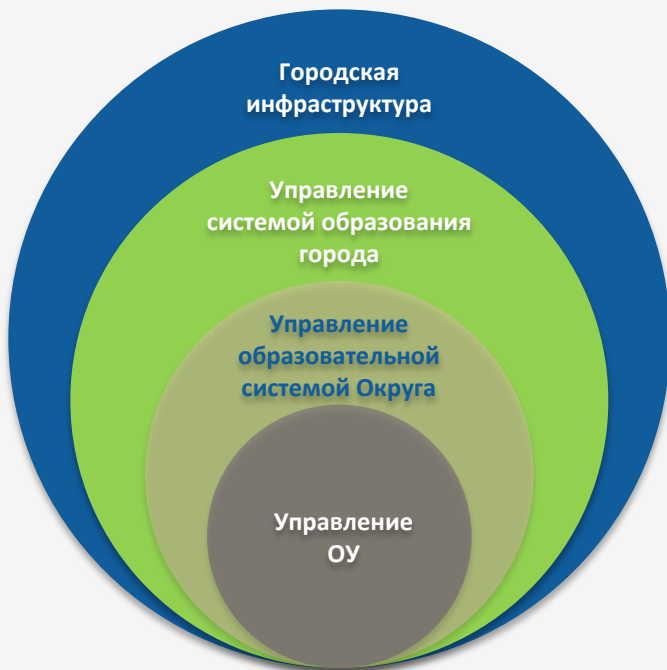 Городская
инфраструктура
Управление
системой образования
города
Управление
образовательной
системой Округа
Управление
ОУ